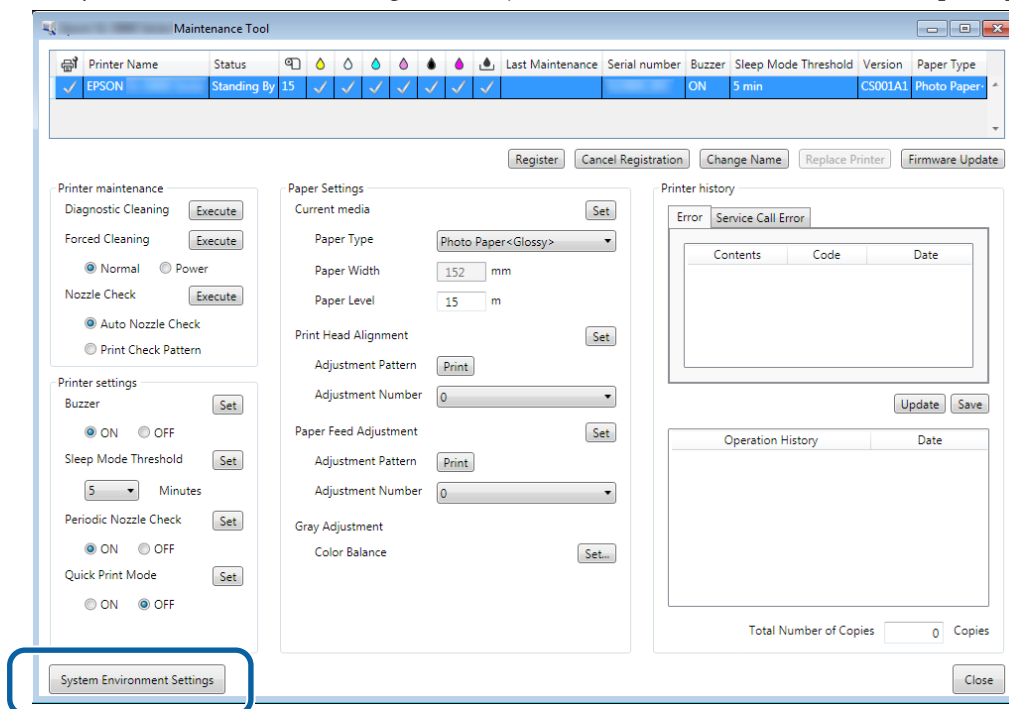 Maintenance Tool
Printer Name Status Last Maintenance Serial number Buzzer Sleep Mode Threshold Version Paper Type
EPSON Standing By 15 ON 5 min CS001A1 Photo Paper-
Register Cancel Registration Change Name Replace Printer Firmware Update
Printer maintenance
Diagnostic Cleaning Execute
Forced Cleaning Execute
Normal Power
Nozzle Check Execute
Auto Nozzle Check
Print Check Pattern
Printer settings
Buzzer Set
ON OFF
Sleep Mode Threshold Set
5 Minutes
Periodic Nozzle Check Set
ON OFF
Quick Print Mode Set
ON OFF
Paper Settings
Current media Set
Paper Type Photo Paper<Glossy>
Paper Width 152 mm
Paper Level 15 m
Print Head Alignment Set
Adjustment Pattern Print
Adjustment Number 0
Paper Feed Adjustment Set
Adjustment Pattern Print
Adjustment Number 0
Gray Adjustment
Color Balance Set...
Printer history
Error Service Call Error
Contents Code Date
Update Save
Operation History Date
Total Number of Copies 0 Copies
System Environment Settings Close